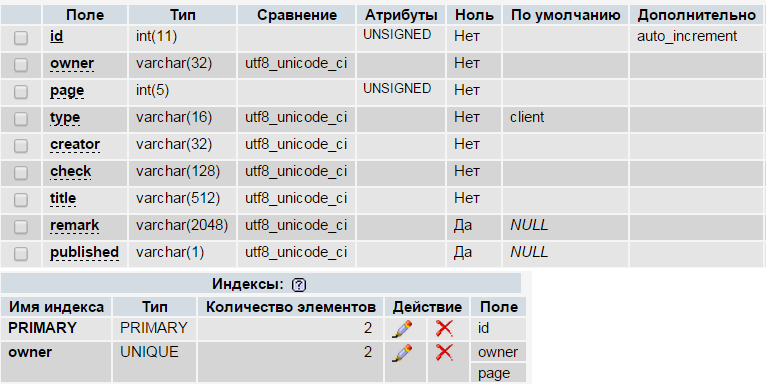 Поле Тип Сравнение Атрибуты Ноль По умолчанию Дополнительно
id int(11) UNSIGNED Нет auto_increment
owner varchar(32) utf8_unicode_ci Нет
page int(5) UNSIGNED Нет
type varchar(16) utf8_unicode_ci Нет client
creator varchar(32) utf8_unicode_ci Нет
check varchar(128) utf8_unicode_ci Нет
title varchar(512) utf8_unicode_ci Нет
remark varchar(2048) utf8_unicode_ci Да NULL
published varchar(1) utf8_unicode_ci Да NULL
Индексы: ?
Имя индекса Тип Количество элементов Действие Поле
PRIMARY PRIMARY 2 id
owner UNIQUE 2 owner
page